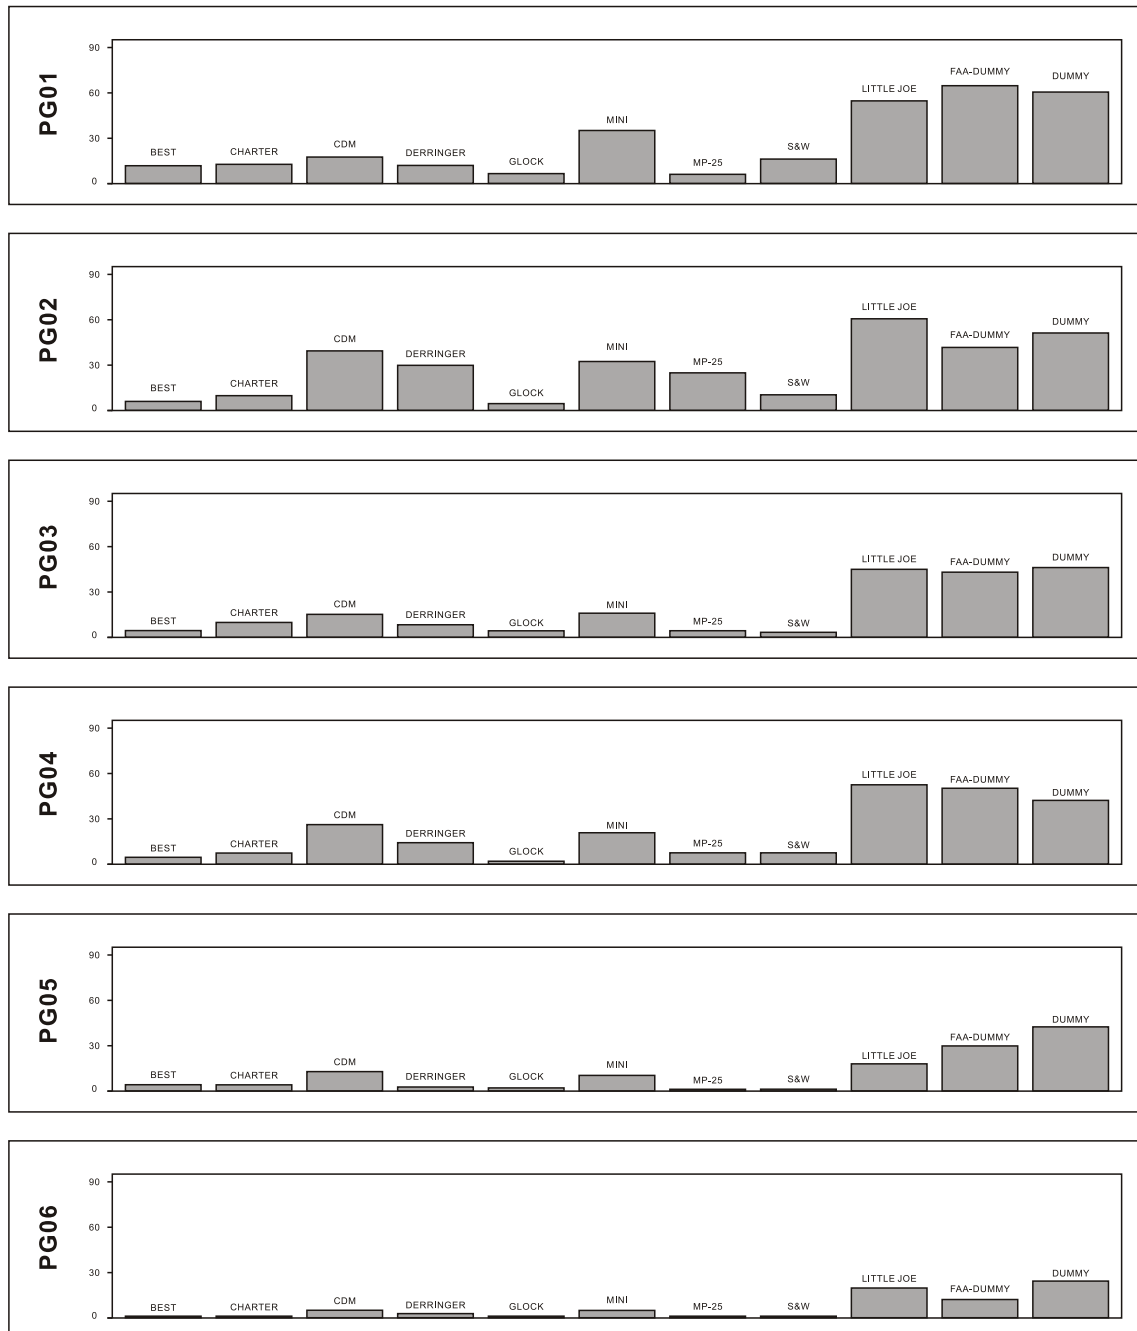 PG01
90
60
30
0
BEST
CHARTER
CDM
DERRINGER
GLOCK
MINI
MP-25
S&W
LITTLE JOE
FAA-DUMMY
DUMMY
PG02
90
60
30
0
BEST
CHARTER
CDM
DERRINGER
GLOCK
MINI
MP-25
S&W
LITTLE JOE
FAA-DUMMY
DUMMY
PG03
90
60
30
0
BEST
CHARTER
CDM
DERRINGER
GLOCK
MINI
MP-25
S&W
LITTLE JOE
FAA-DUMMY
DUMMY
PG04
90
60
30
0
BEST
CHARTER
CDM
DERRINGER
GLOCK
MINI
MP-25
S&W
LITTLE JOE
FAA-DUMMY
DUMMY
PG05
90
60
30
0
BEST
CHARTER
CDM
DERRINGER
GLOCK
MINI
MP-25
S&W
LITTLE JOE
FAA-DUMMY
DUMMY
PG06
90
60
30
0
BEST
CHARTER
CDM
DERRINGER
GLOCK
MINI
MP-25
S&W
LITTLE JOE
FAA-DUMMY
DUMMY